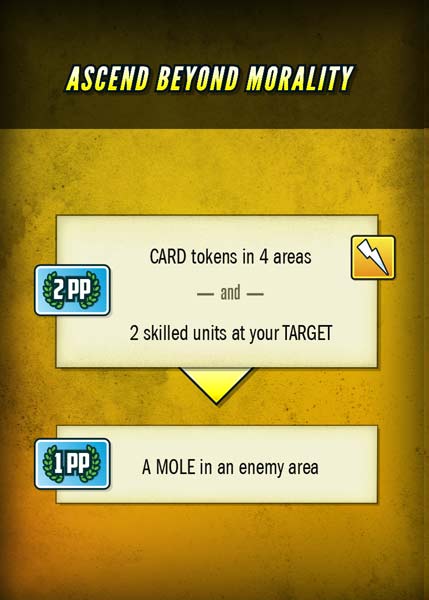 ASCEND BEYOND MORALITY
CARD tokens in 4 areas
— and —
2 PP
2 skilled units at your TARGET
1 PP
A MOLE in an enemy area